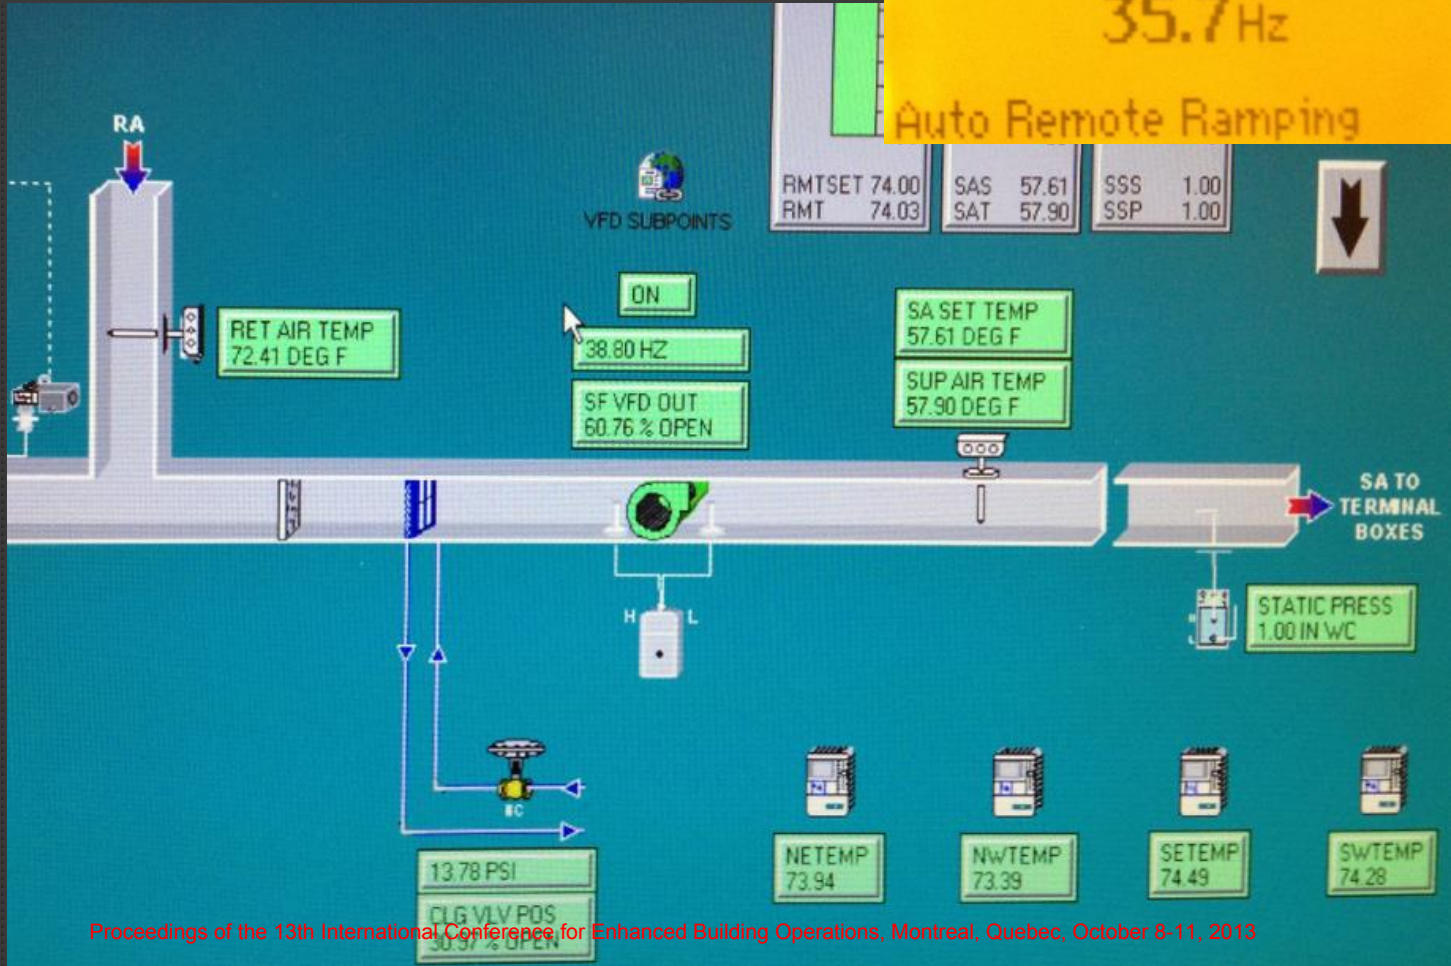 35.7 Hz
Auto Remote Ramping
RA
VFD SUBPOINTS
RMTSET 74.00
RMT 74.03
SAS 57.61
SAT 57.90
SSS 1.00
SSP 1.00
ON
38.80 HZ
SF VFD OUT
60.76 % OPEN
RET AIR TEMP
72.41 DEG F
SA SET TEMP
57.61 DEG F
SUP AIR TEMP
57.90 DEG F
SA TO
TERMINAL
BOXES
H L
STATIC PRESS
1.00 IN WC
NETEMP
73.94
NWTEMP
73.39
SETEMP
74.49
SWTEMP
74.28
13.78 PSI
CLG VLV POS
30.97 % OPEN
Proceedings of the 13th International Conference for Enhanced Building Operations, Montreal, Quebec, October 8-11, 2013